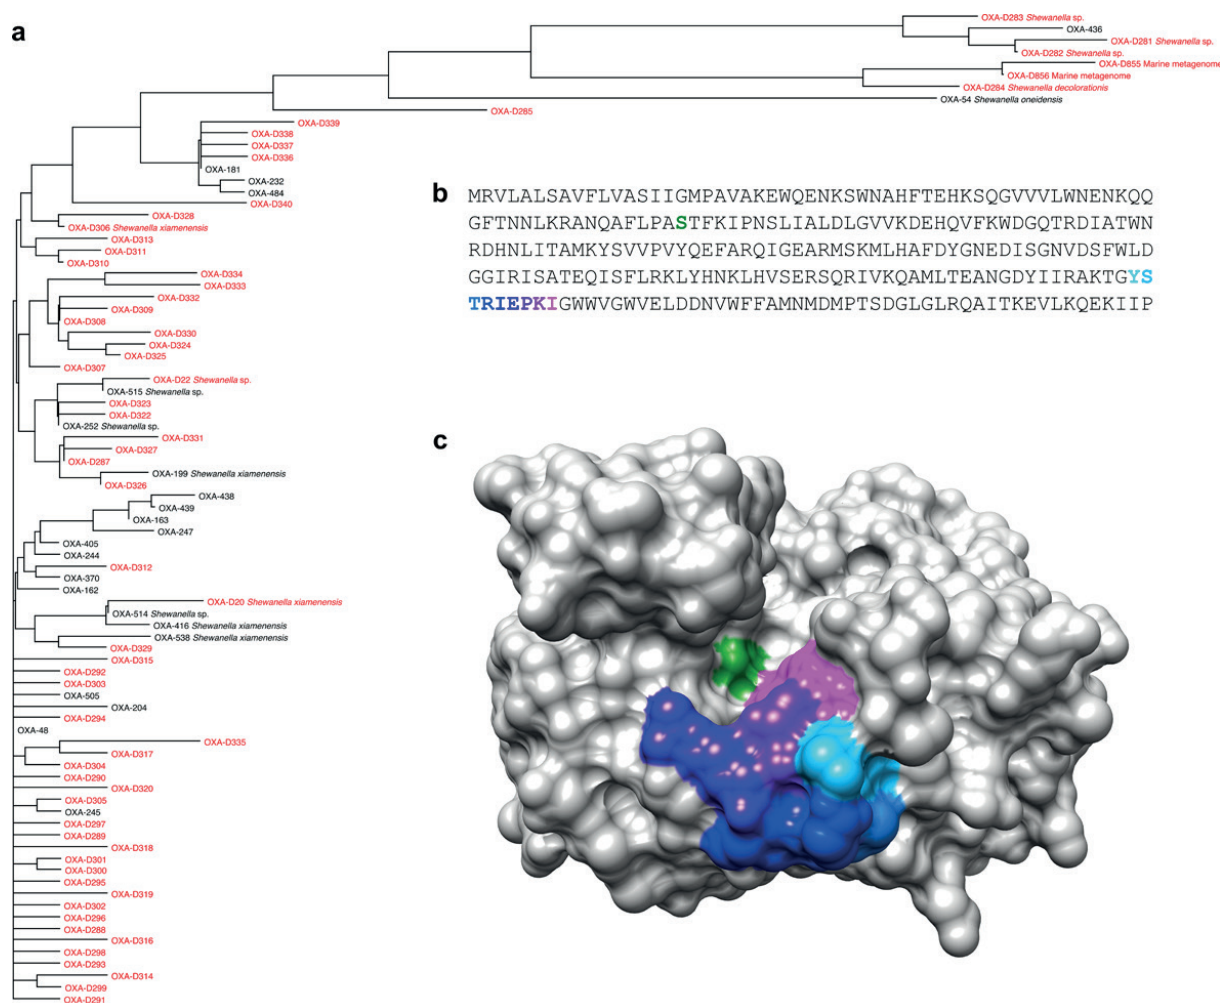 a
OXA-D283 Shewanella sp.
OXA-436
OXA-D281 Shewanella sp.
OXA-D282 Shewanella sp.
OXA-D855 Marine metagenome
OXA-D856 Marine metagenome
OXA-D284 Shewanella decolorationis
OXA-54 Shewanella oneidensis
OXA-D285
OXA-D339
OXA-D338
OXA-D337
OXA-D336
OXA-181
OXA-232
OXA-484
OXA-D340
OXA-D328
OXA-D306 Shewanella xiamenensis
OXA-D313
OXA-D311
OXA-D310
OXA-D334
OXA-D333
OXA-D332
OXA-D309
OXA-D308
OXA-D330
OXA-D324
OXA-D325
OXA-D307
OXA-D22 Shewanella sp.
OXA-515 Shewanella sp.
OXA-D323
OXA-D322
OXA-252 Shewanella sp.
OXA-D331
OXA-D327
OXA-D287
OXA-199 Shewanella xiamenensis
OXA-D326
OXA-438
OXA-439
OXA-163
OXA-247
OXA-405
OXA-244
OXA-D312
OXA-370
OXA-162
OXA-D20 Shewanella xiamenensis
OXA-514 Shewanella sp.
OXA-416 Shewanella xiamenensis
OXA-538 Shewanella xiamenensis
OXA-D329
OXA-D315
OXA-D292
OXA-D303
OXA-505
OXA-204
OXA-D294
OXA-48
OXA-D335
OXA-D317
OXA-D304
OXA-D290
OXA-D320
OXA-D305
OXA-245
OXA-D297
OXA-D289
OXA-D318
OXA-D301
OXA-D300
OXA-D295
OXA-D319
OXA-D302
OXA-D296
OXA-D288
OXA-D316
OXA-D298
OXA-D293
OXA-D314
OXA-D299
OXA-D291
b
MRVLALSAVFLVASIIGMPAVAKEWQENKSWNAHFTEHKSQGVVVLWNENKQQ
GFTNNLKRANQAFLPASTFKIPNSLIALDLGVVKDEHQVFKWDGQTRDIATWN
RDHNLITAMKYSVVPVYQEFARQIGEARMSKMLHAFDYGNEDISGNVDSFWLD
GGIRISATEQISFLRKLYHNKLHVSERSQRIVKQAMLTEANGDYIIRAKTGYS
TRIEPKIGWWVGWVELDDNVWFFAMNMDMPTSDGLGLRQAITKEVLKQEKIIP
c